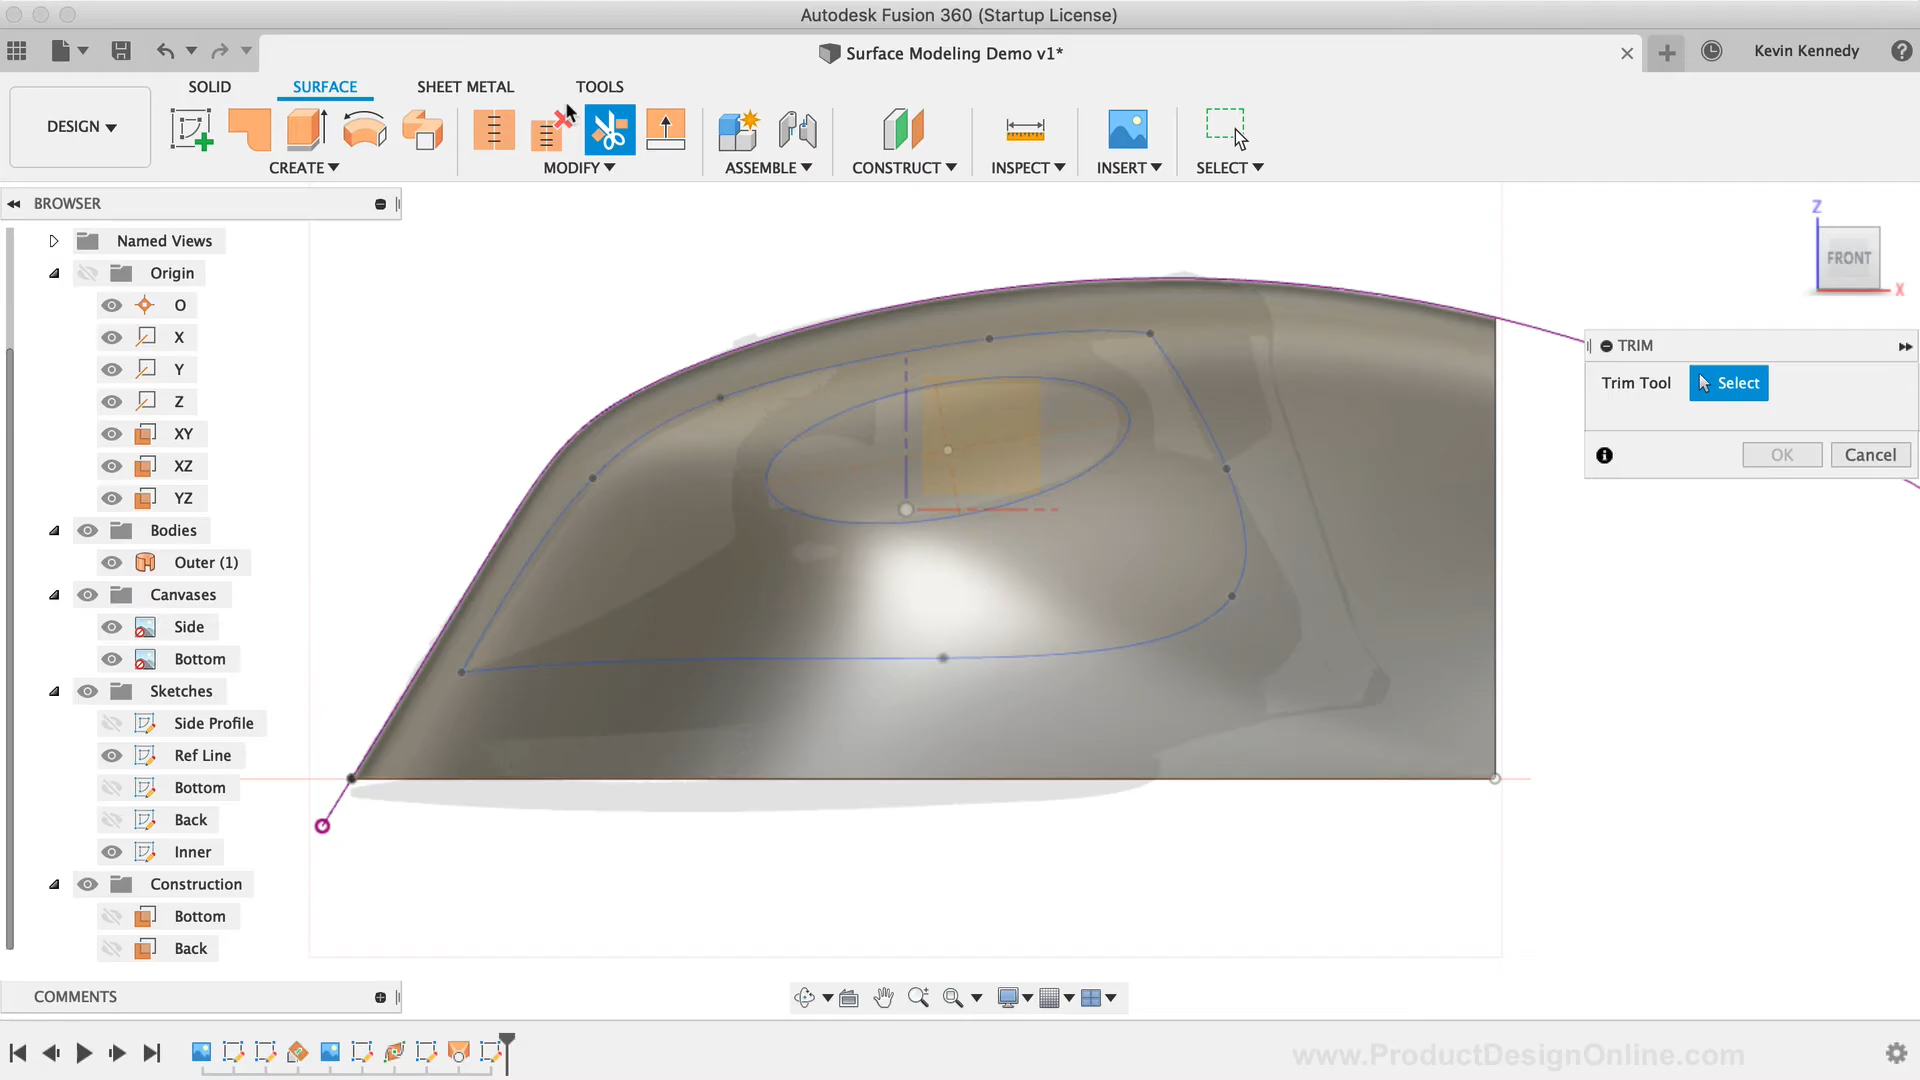 Autodesk Fusion 360 (Startup License)
Surface Modeling Demo v1*
Kevin Kennedy
SOLID
SURFACE
SHEET METAL
TOOLS
DESIGN
CREATE
MODIFY
ASSEMBLE
CONSTRUCT
INSPECT
INSERT
SELECT
BROWSER
Named Views
Origin
O
X
Y
Z
XY
XZ
YZ
Bodies
Outer (1)
Canvases
Side
Bottom
Sketches
Side Profile
Ref Line
Bottom
Back
Inner
Construction
Bottom
Back
Z
FRONT
X
TRIM
Trim Tool
Select
OK
Cancel
COMMENTS
www.ProductDesignOnline.com